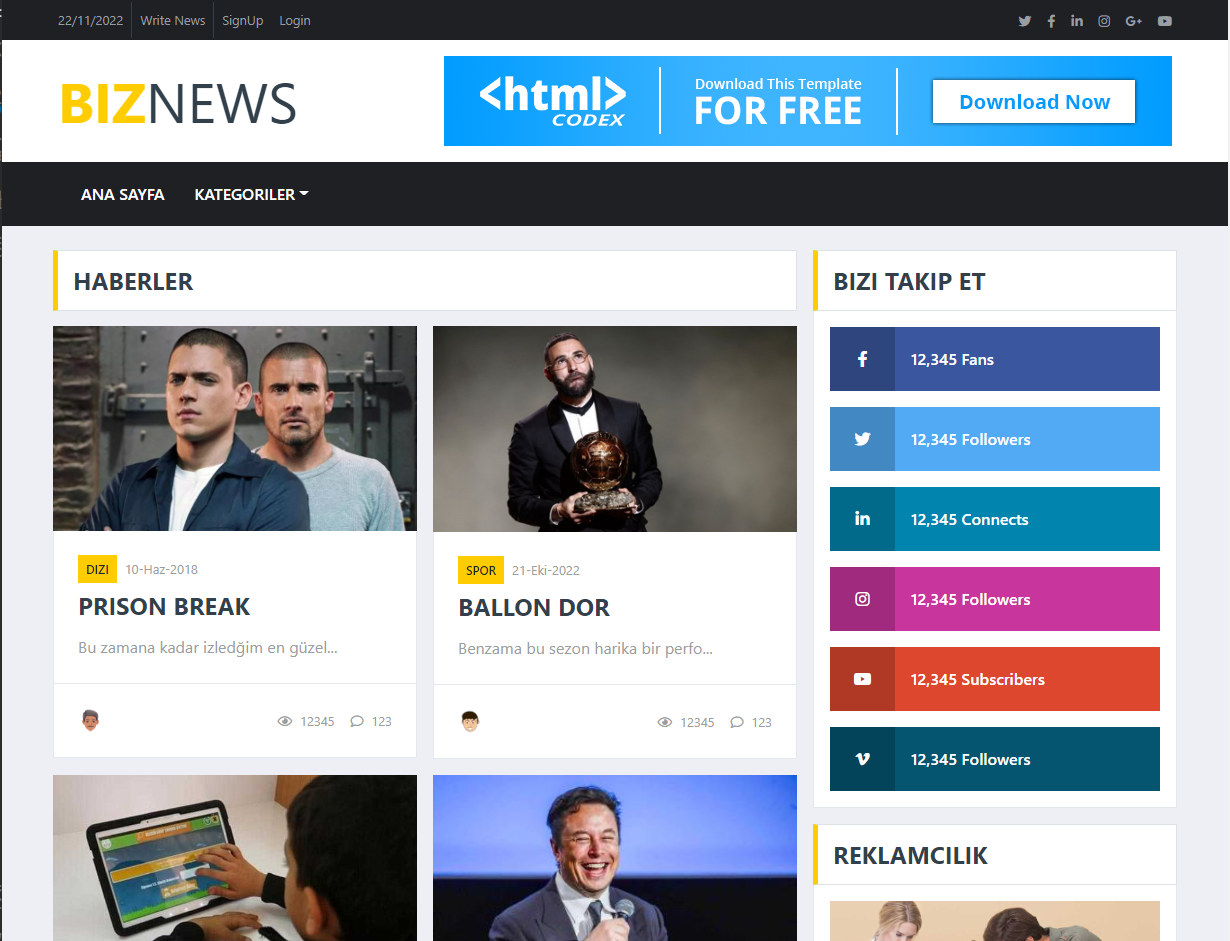 22/11/2022 Write News SignUp Login
BIZNEWS
<html>
CODEX
Download This Template
FOR FREE
Download Now
ANA SAYFA KATEGORILER
HABERLER
DIZI 10-Haz-2018
PRISON BREAK
Bu zamana kadar izledğim en güzel...
12345 123
SPOR 21-Eki-2022
BALLON DOR
Benzama bu sezon harika bir perfo...
12345 123
BIZI TAKIP ET
12,345 Fans
12,345 Followers
12,345 Connects
12,345 Followers
12,345 Subscribers
12,345 Followers
REKLAMCILIK